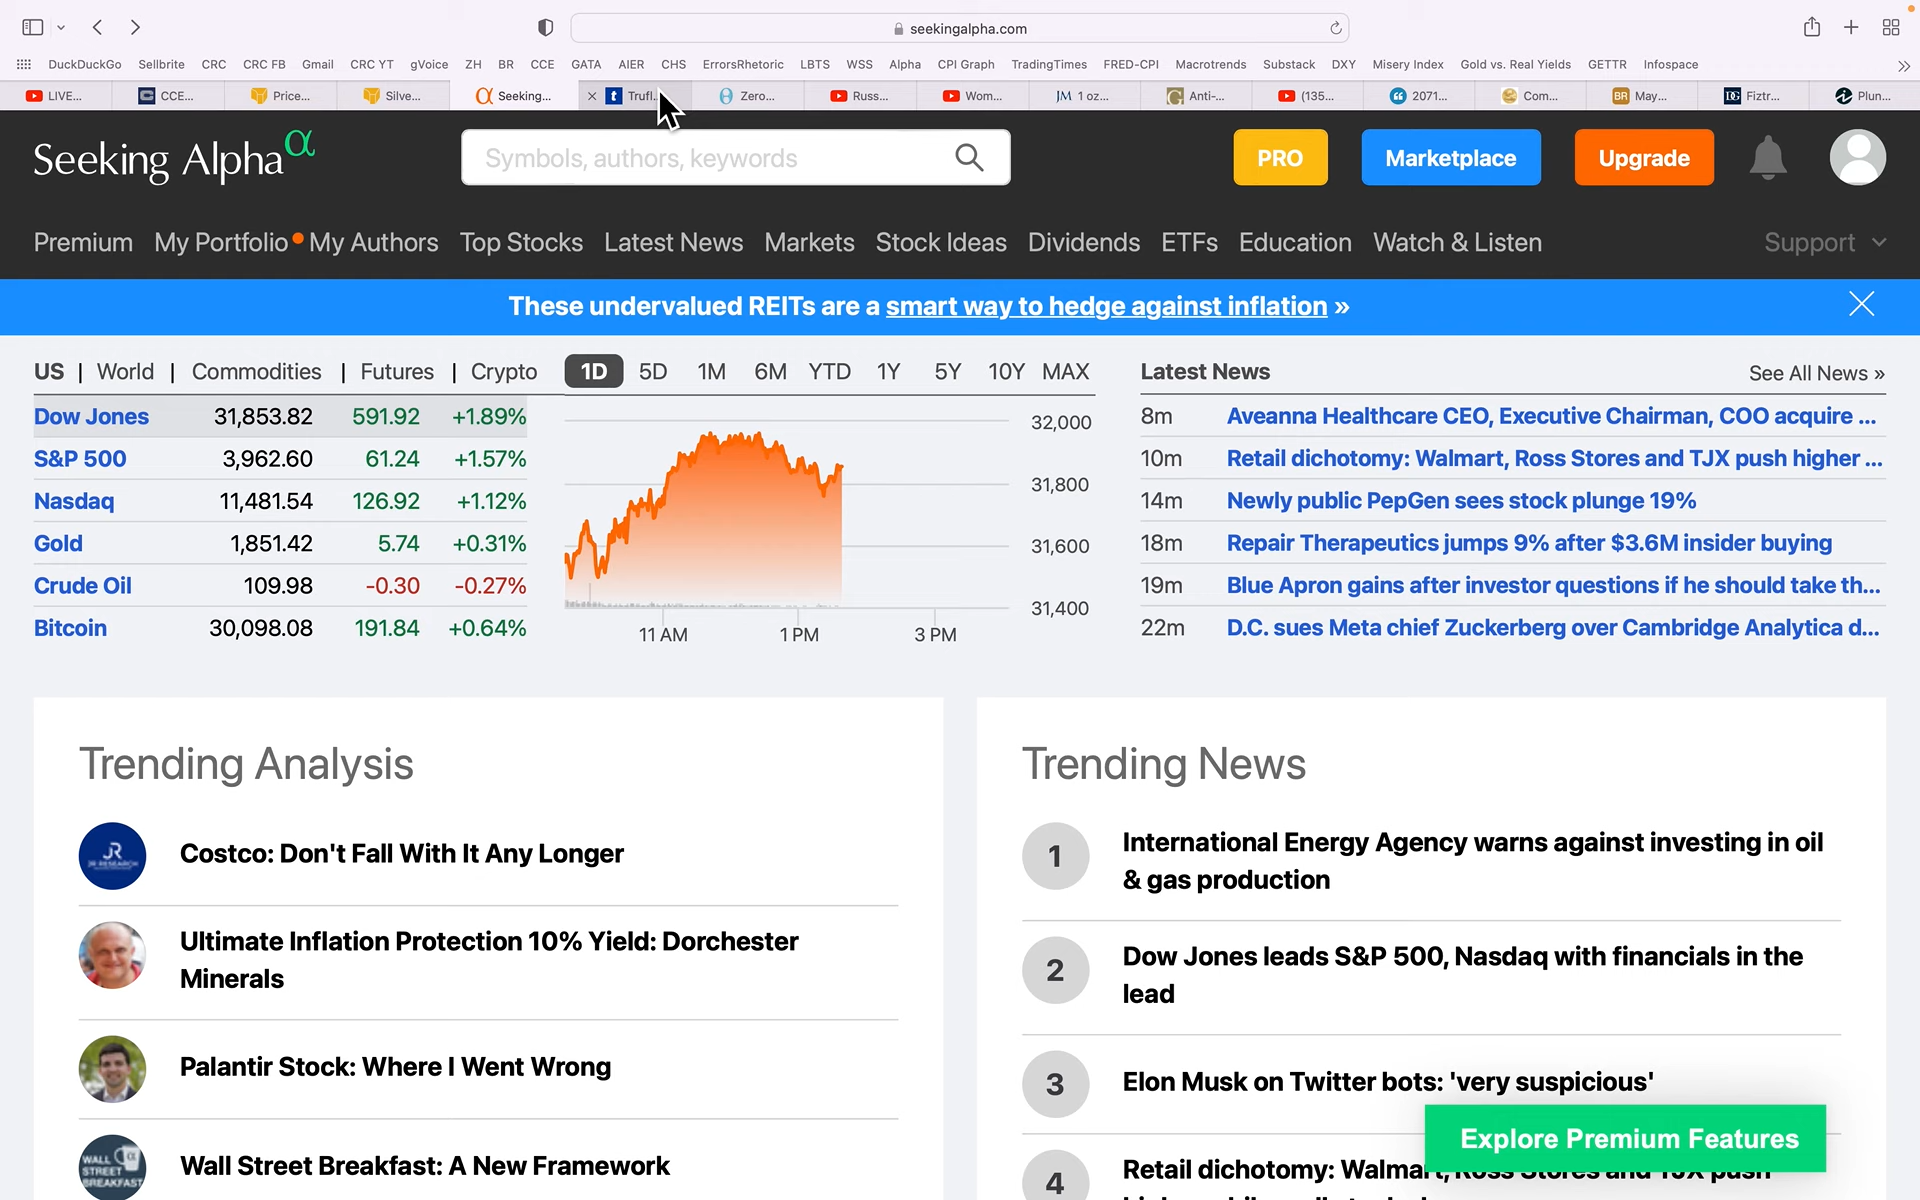 seekingalpha.com
DuckDuckGo Sellbrite CRC CRC FB Gmail CRC YT gVoice ZH BR CCE GATA AIER CHS ErrorsRhetoric LBTS WSS Alpha CPI Graph TradingTimes FRED-CPI Macrotrends Substack DXY Misery Index Gold vs. Real Yields GETTR Infospace
LIVE... CCE... Price... Silve... Seeking... Trufl... Zero... Russ... Wom... 1 oz... Anti-... (135... 2071... Com... May... Fiztr... Plun...
Seeking Alpha α
Symbols, authors, keywords
PRO
Marketplace
Upgrade
Premium My Portfolio My Authors Top Stocks Latest News Markets Stock Ideas Dividends ETFs Education Watch & Listen Support
These undervalued REITs are a smart way to hedge against inflation »
US | World | Commodities | Futures | Crypto
Dow Jones 31,853.82 591.92 +1.89%
S&P 500 3,962.60 61.24 +1.57%
Nasdaq 11,481.54 126.92 +1.12%
Gold 1,851.42 5.74 +0.31%
Crude Oil 109.98 -0.30 -0.27%
Bitcoin 30,098.08 191.84 +0.64%
1D 5D 1M 6M YTD 1Y 5Y 10Y MAX
32,000
31,800
31,600
31,400
11 AM 1 PM 3 PM
Latest News See All News »
8m Aveanna Healthcare CEO, Executive Chairman, COO acquire ...
10m Retail dichotomy: Walmart, Ross Stores and TJX push higher ...
14m Newly public PepGen sees stock plunge 19%
18m Repair Therapeutics jumps 9% after $3.6M insider buying
19m Blue Apron gains after investor questions if he should take th...
22m D.C. sues Meta chief Zuckerberg over Cambridge Analytica d...
Trending Analysis
JR
JR RESEARCH
Costco: Don't Fall With It Any Longer
Ultimate Inflation Protection 10% Yield: Dorchester
Minerals
Palantir Stock: Where I Went Wrong
WALL
STREET
BREAKFAST
Wall Street Breakfast: A New Framework
Trending News
1 International Energy Agency warns against investing in oil
& gas production
2 Dow Jones leads S&P 500, Nasdaq with financials in the
lead
3 Elon Musk on Twitter bots: 'very suspicious'
Explore Premium Features
4 Retail dichotomy: Walmart, Ross Stores and TJX push